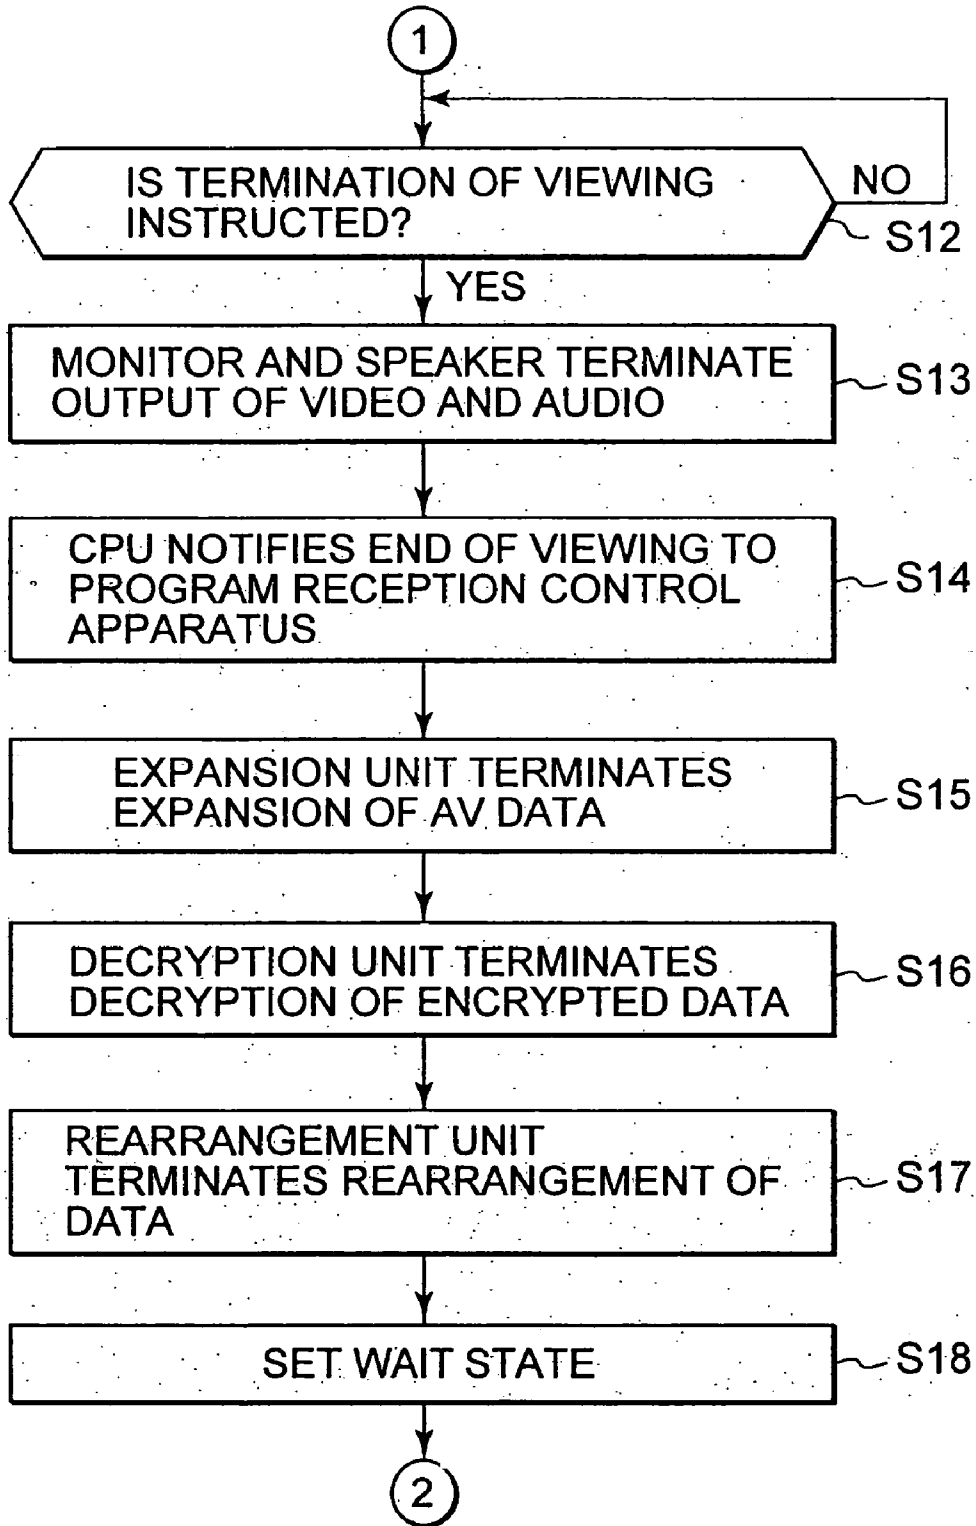 1
IS TERMINATION OF VIEWING
INSTRUCTED?
NO
S12
YES
MONITOR AND SPEAKER TERMINATE
OUTPUT OF VIDEO AND AUDIO
S13
CPU NOTIFIES END OF VIEWING TO
PROGRAM RECEPTION CONTROL
APPARATUS
S14
EXPANSION UNIT TERMINATES
EXPANSION OF AV DATA
S15
DECRYPTION UNIT TERMINATES
DECRYPTION OF ENCRYPTED DATA
S16
REARRANGEMENT UNIT
TERMINATES REARRANGEMENT OF
DATA
S17
SET WAIT STATE
S18
2